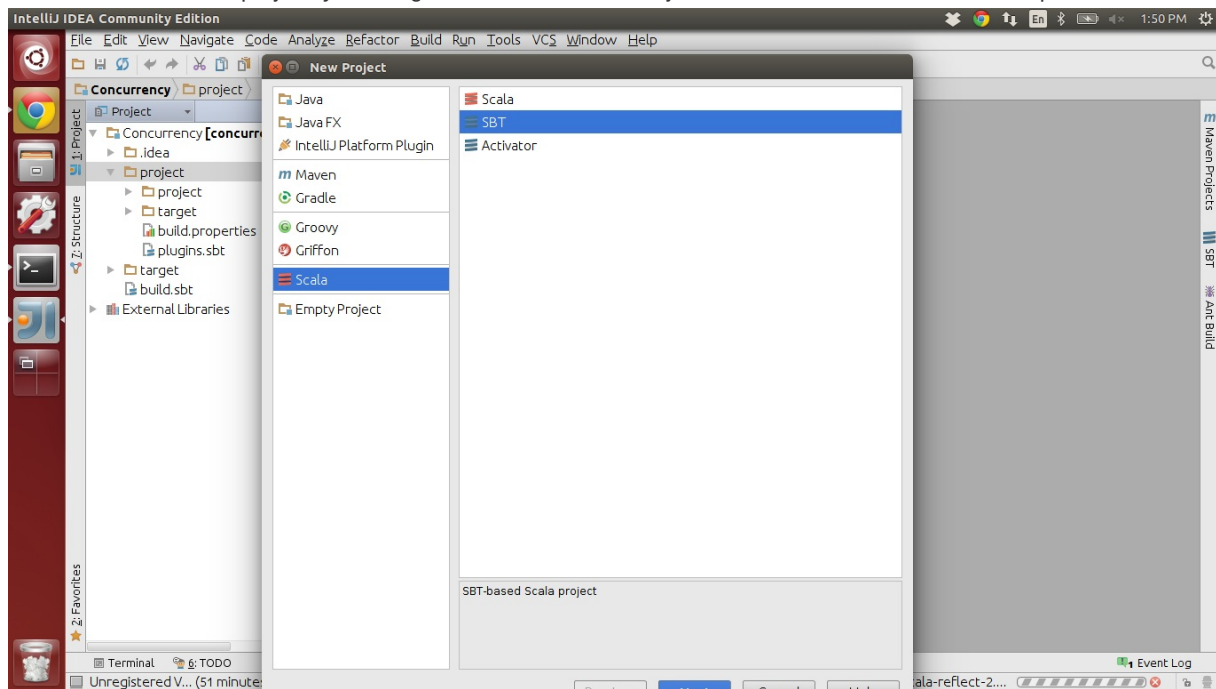 IntelliJ IDEA Community Edition
En
1:50 PM
File Edit View Navigate Code Analyze Refactor Build Run Tools VCS Window Help
New Project
Concurrency
project
Project
Concurrency [concurre
.idea
project
project
target
build.properties
plugins.sbt
target
build.sbt
External Libraries
1: Project
7: Structure
2: Favorites
Java
Java FX
IntelliJ Platform Plugin
Maven
Gradle
Groovy
Griffon
Scala
Empty Project
Scala
SBT
Activator
SBT-based Scala project
Maven Projects
SBT
Ant Build
Terminal
6: TODO
1 Event Log
Unregistered V... (51 minute
ala-reflect-2....